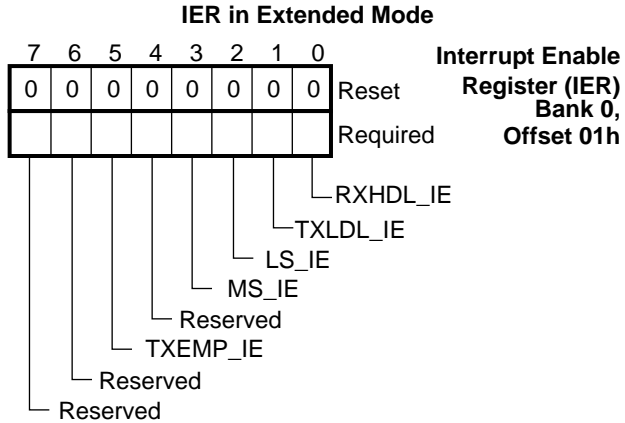 IER in Extended Mode
7 6 5 4 3 2 1 0
Interrupt Enable
Register (IER)
Bank 0,
Offset 01h
0 0 0 0 0 0 0 0 Reset
Required
RXHDL_IE
TXLDL_IE
LS_IE
MS_IE
Reserved
TXEMP_IE
Reserved
Reserved